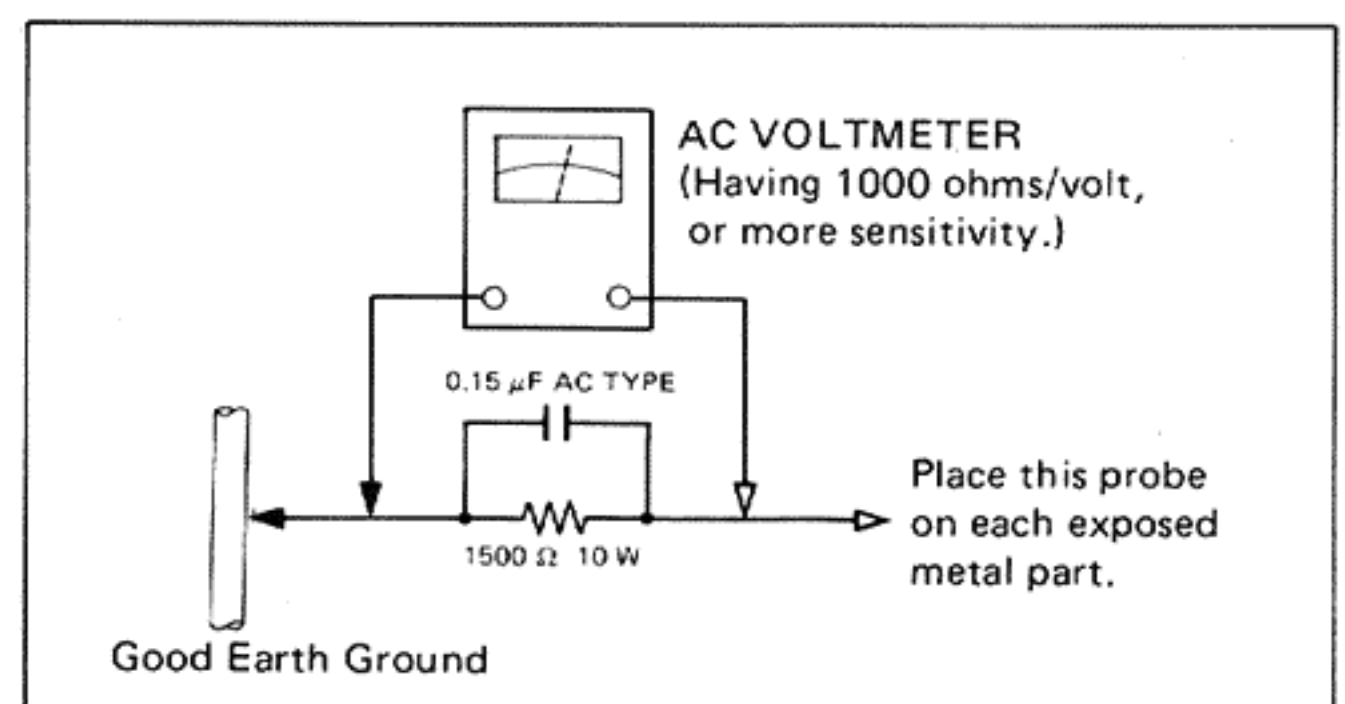 AC VOLTMETER
(Having 1000 ohms/volt,
or more sensitivity.)
0.15 µF AC TYPE
1500 Ω 10 W
Place this probe
on each exposed
metal part.
Good Earth Ground